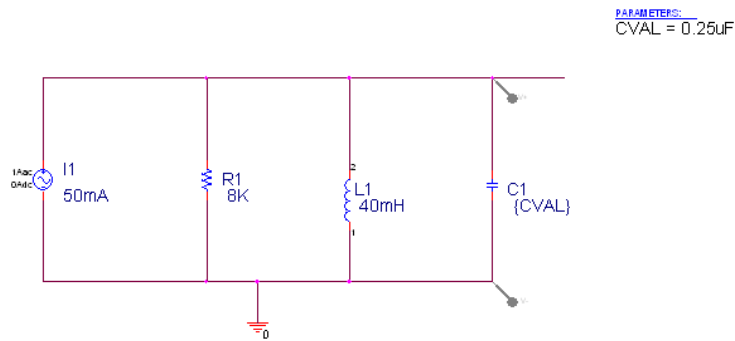 PARAMETERS:
CVAL = 0.25uF
1Aac
0Adc
I1
50mA
R1
8K
2
L1
40mH
1
C1
{CVAL}
V+
V-
0